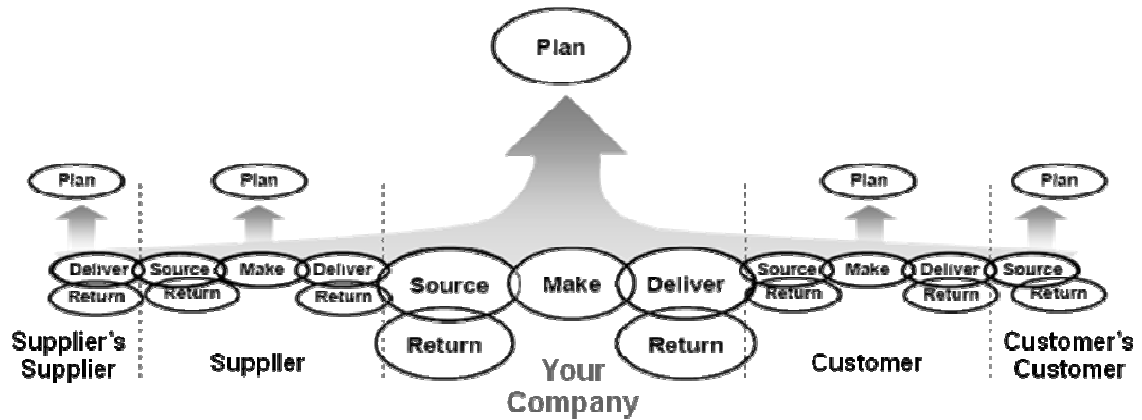 Plan
Plan
Plan
Plan
Plan
Deliver Source Make Deliver Source Make Deliver Source Make Deliver Source
Return Return Return Return Return Return
Return Return
Supplier's
Supplier
Supplier
Your
Company
Customer
Customer's
Customer